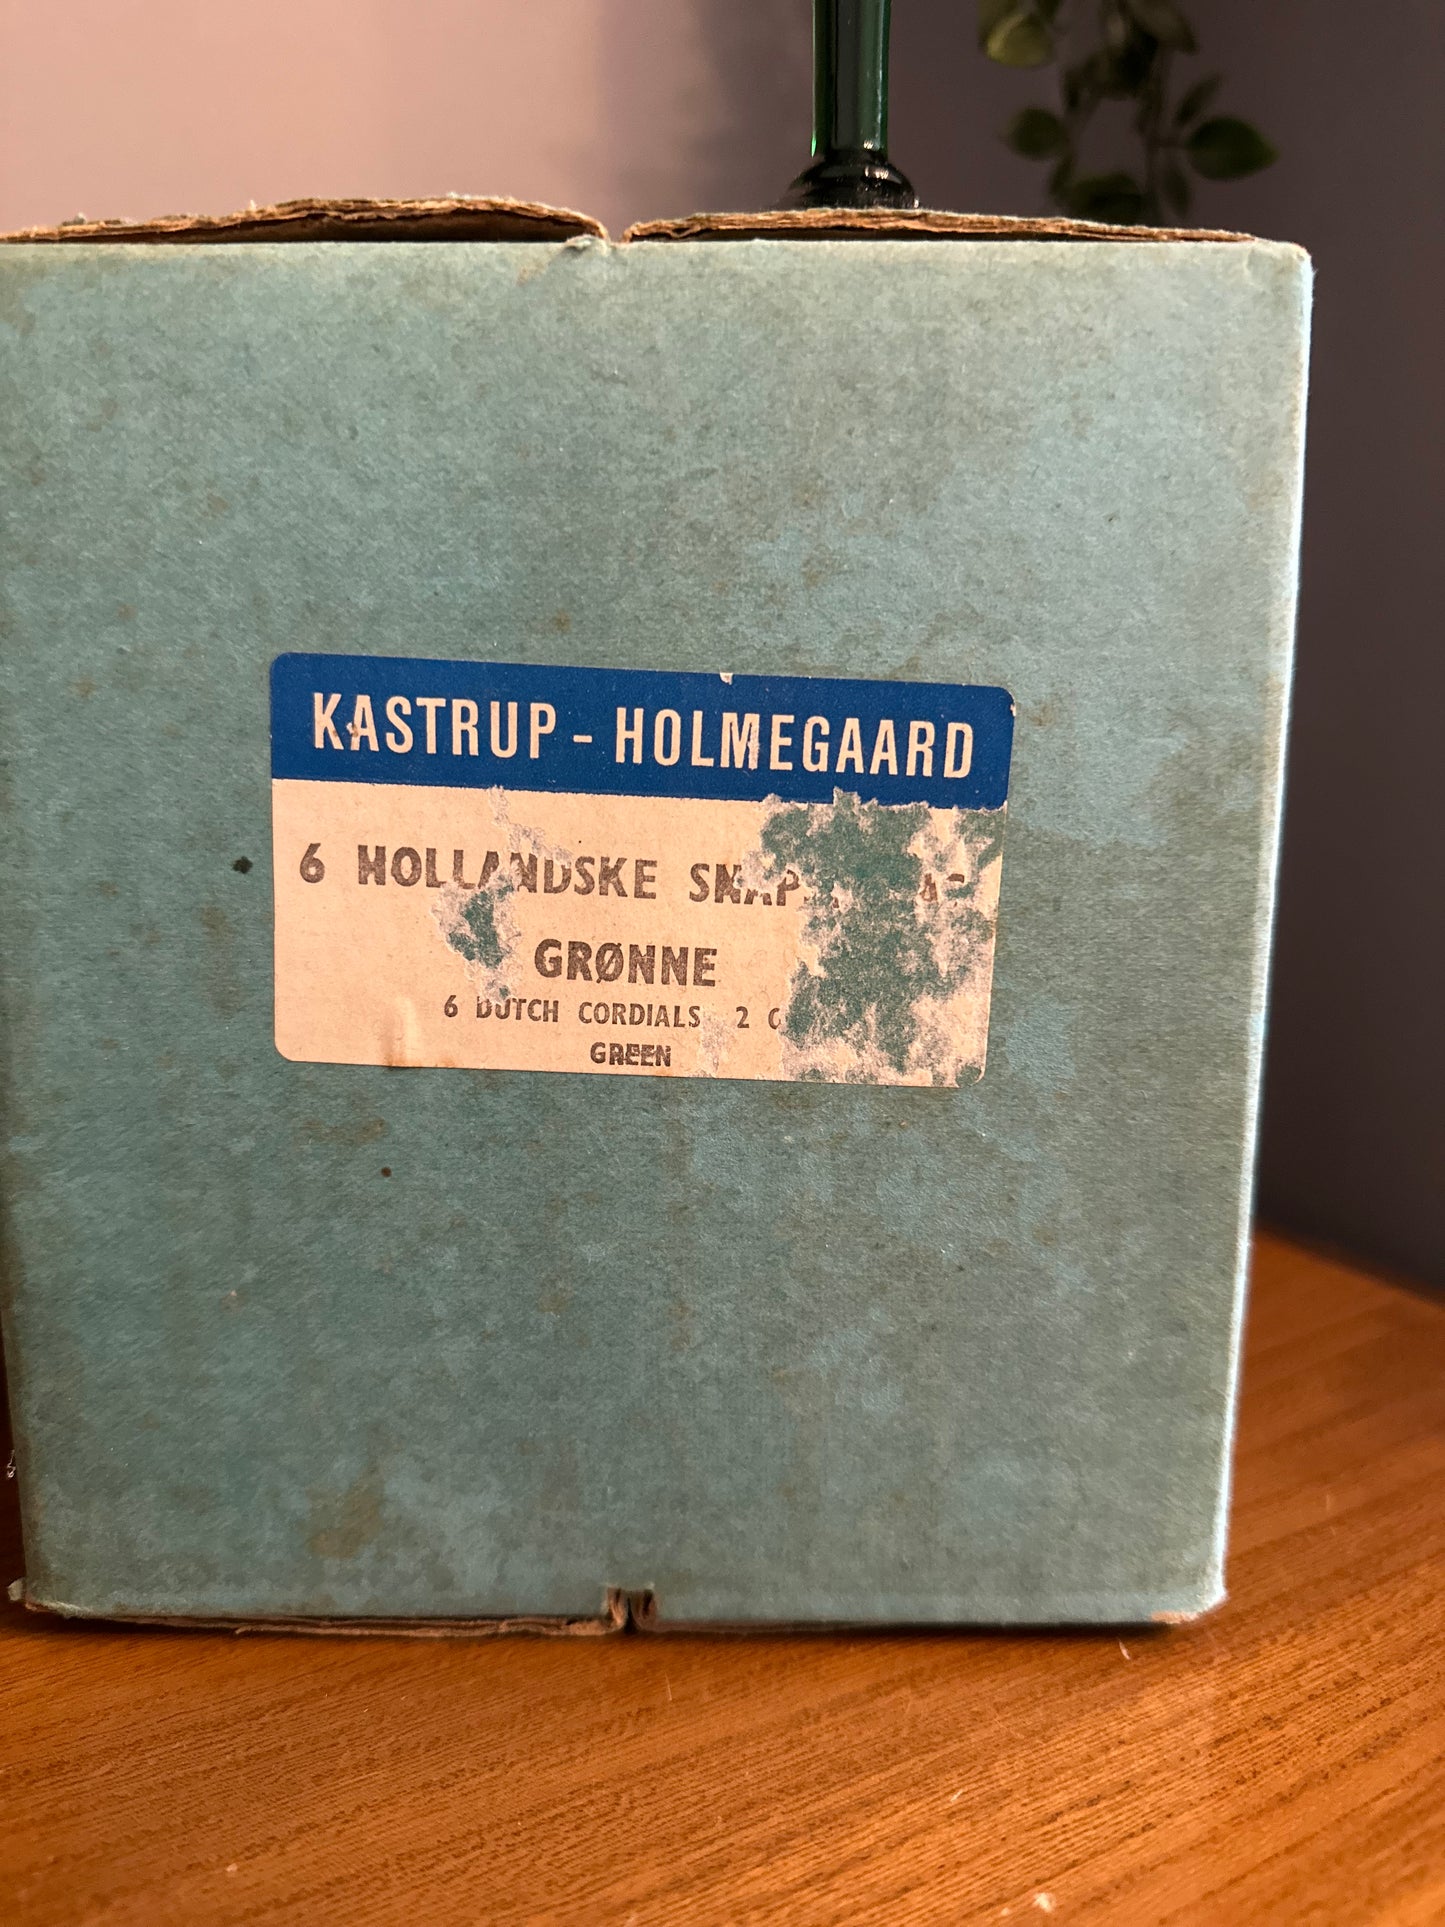 KASTRUP - HOLMEGAARD
6 HOLLANDSKE
GRØNNE
6 DUTCH CORDIALS 2
GREEN